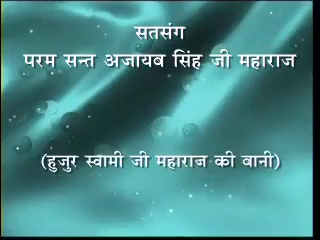 सतसंग
परम सन्त अजायब सिंह जी महाराज
(हुजुर स्वामी जी महाराज की वानी)